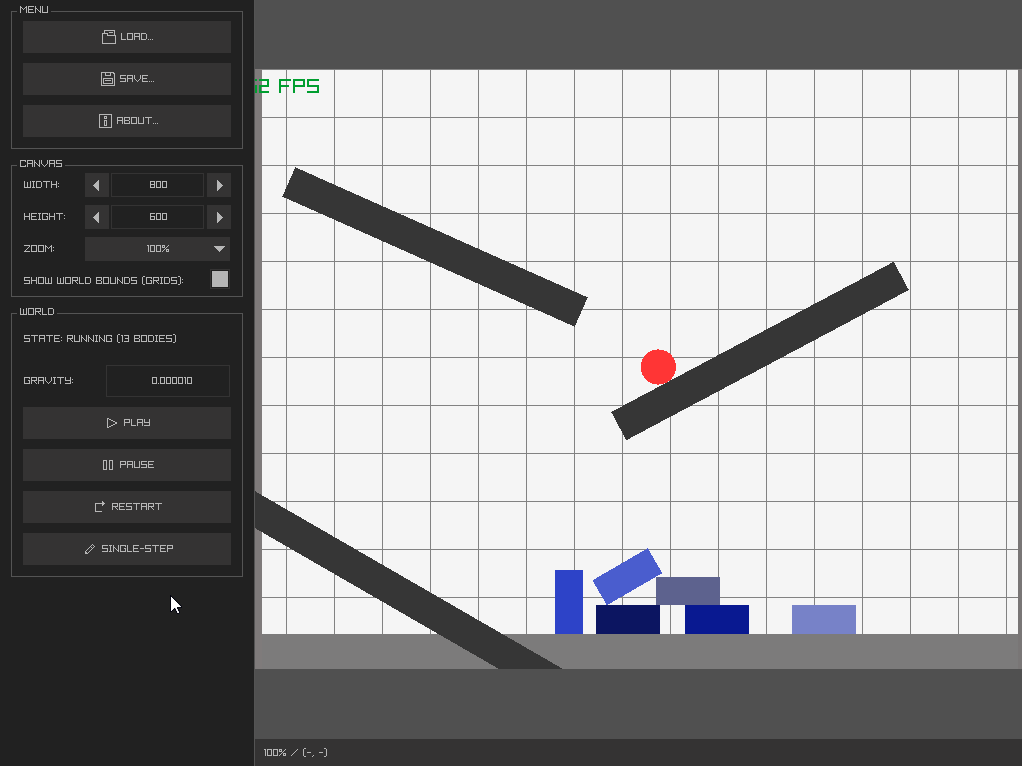 MENU
LOAD...
SAVE...
ABOUT...
CANVAS
WIDTH:
800
HEIGHT:
600
ZOOM:
100%
SHOW WORLD BOUNDS (GRIDS):
WORLD
STATE: RUNNING (13 BODIES)
GRAVITY:
0.000010
PLAY
PAUSE
RESTART
SINGLE-STEP
2 FPS
100% / (-, -)